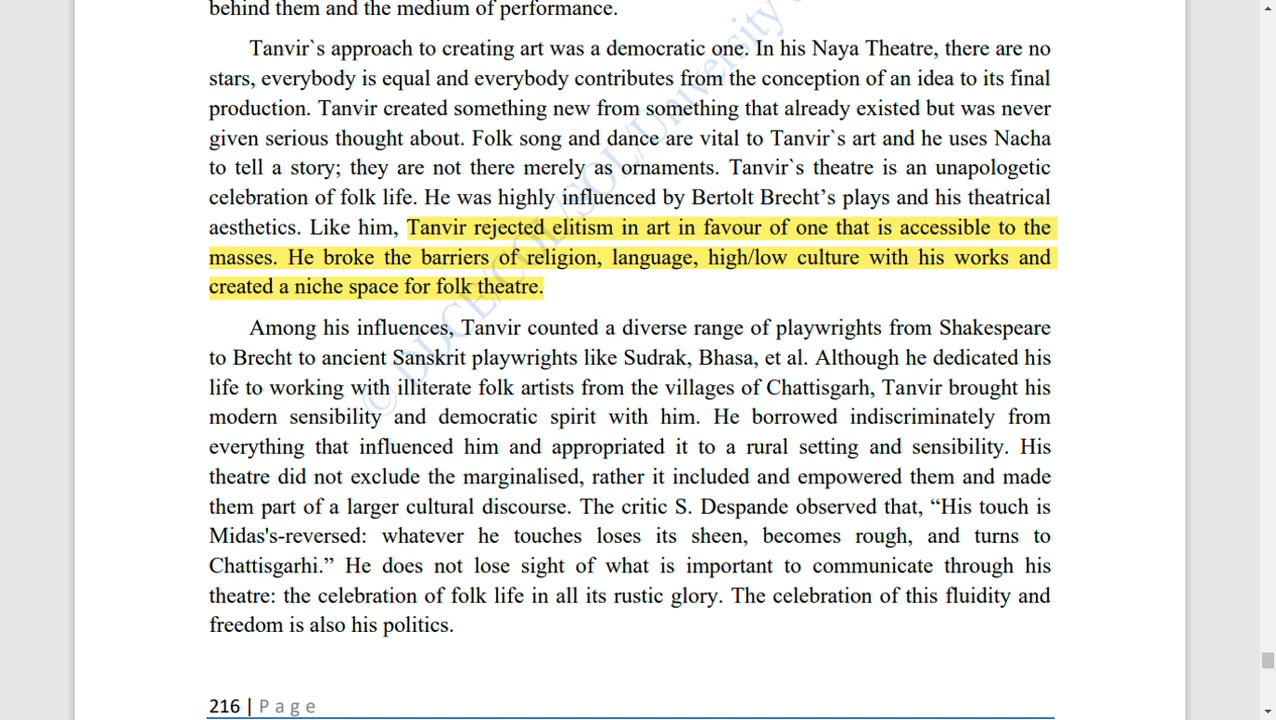 behind them and the medium of performance.
Tanvir`s approach to creating art was a democratic one. In his Naya Theatre, there are no
stars, everybody is equal and everybody contributes from the conception of an idea to its final
production. Tanvir created something new from something that already existed but was never
given serious thought about. Folk song and dance are vital to Tanvir`s art and he uses Nacha
to tell a story; they are not there merely as ornaments. Tanvir`s theatre is an unapologetic
celebration of folk life. He was highly influenced by Bertolt Brecht’s plays and his theatrical
aesthetics. Like him, Tanvir rejected elitism in art in favour of one that is accessible to the
masses. He broke the barriers of religion, language, high/low culture with his works and
created a niche space for folk theatre.
Among his influences, Tanvir counted a diverse range of playwrights from Shakespeare
to Brecht to ancient Sanskrit playwrights like Sudrak, Bhasa, et al. Although he dedicated his
life to working with illiterate folk artists from the villages of Chattisgarh, Tanvir brought his
modern sensibility and democratic spirit with him. He borrowed indiscriminately from
everything that influenced him and appropriated it to a rural setting and sensibility. His
theatre did not exclude the marginalised, rather it included and empowered them and made
them part of a larger cultural discourse. The critic S. Despande observed that, “His touch is
Midas's-reversed: whatever he touches loses its sheen, becomes rough, and turns to
Chattisgarhi.” He does not lose sight of what is important to communicate through his
theatre: the celebration of folk life in all its rustic glory. The celebration of this fluidity and
freedom is also his politics.
216 | Page
© DDCE/COL/SOL/University